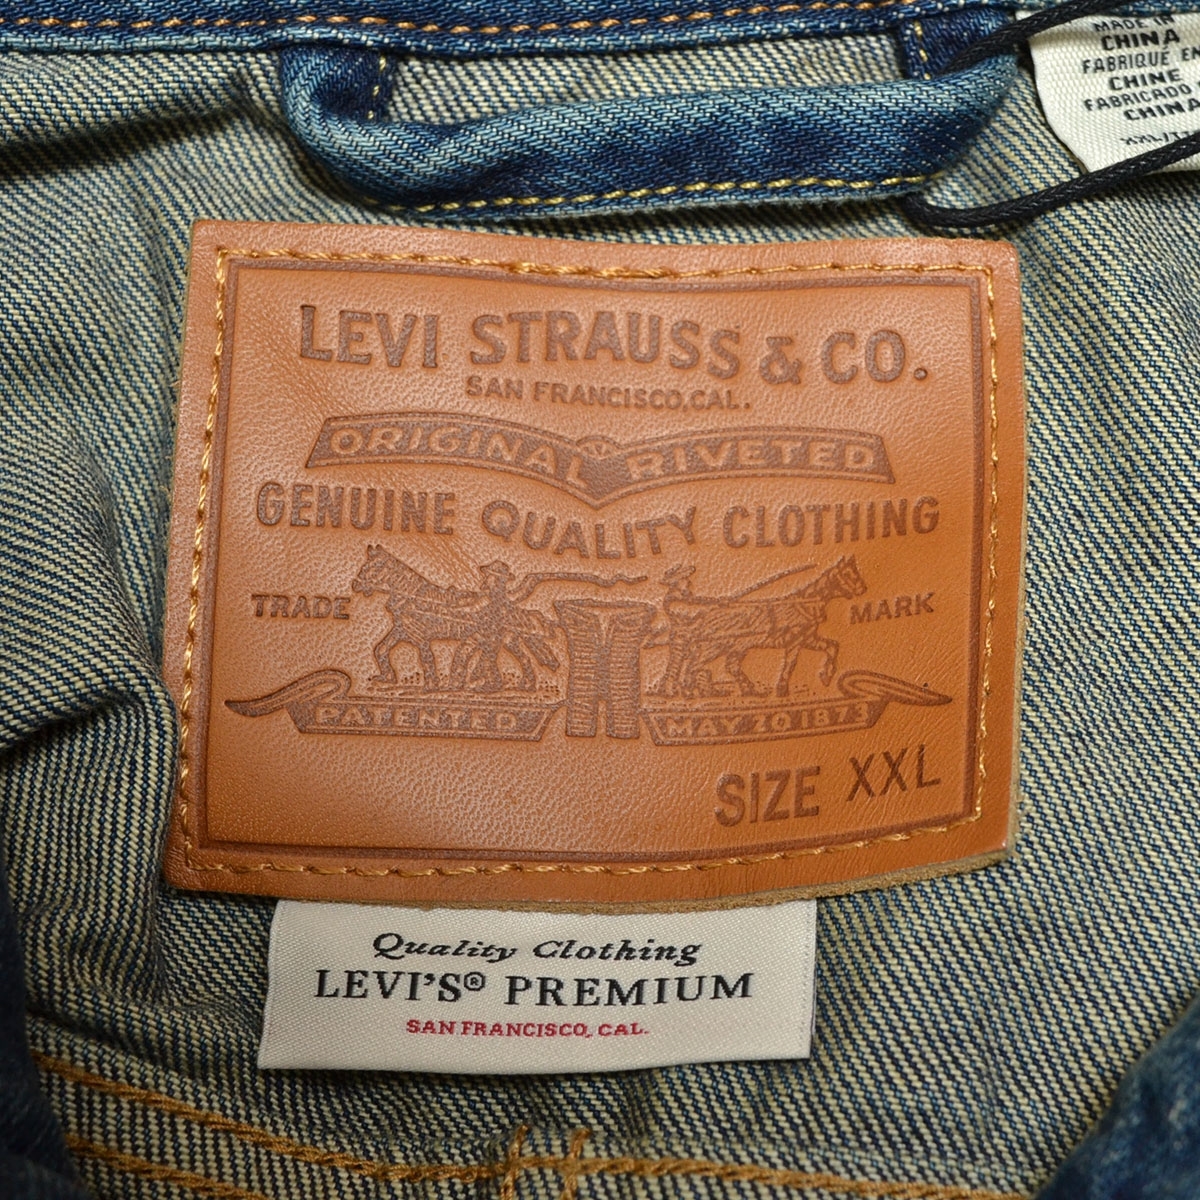 MADE IN
CHINA
FABRIQUÉ EN
CHINE
FABRICADO
CHINA
LEVI STRAUSS & CO.
SAN FRANCISCO, CAL.
ORIGINAL RIVETED
GENUINE QUALITY CLOTHING
TRADE MARK
PATENTED MAY 20 1873
SIZE XXL
Quality Clothing
LEVI'S® PREMIUM
SAN FRANCISCO, CAL.